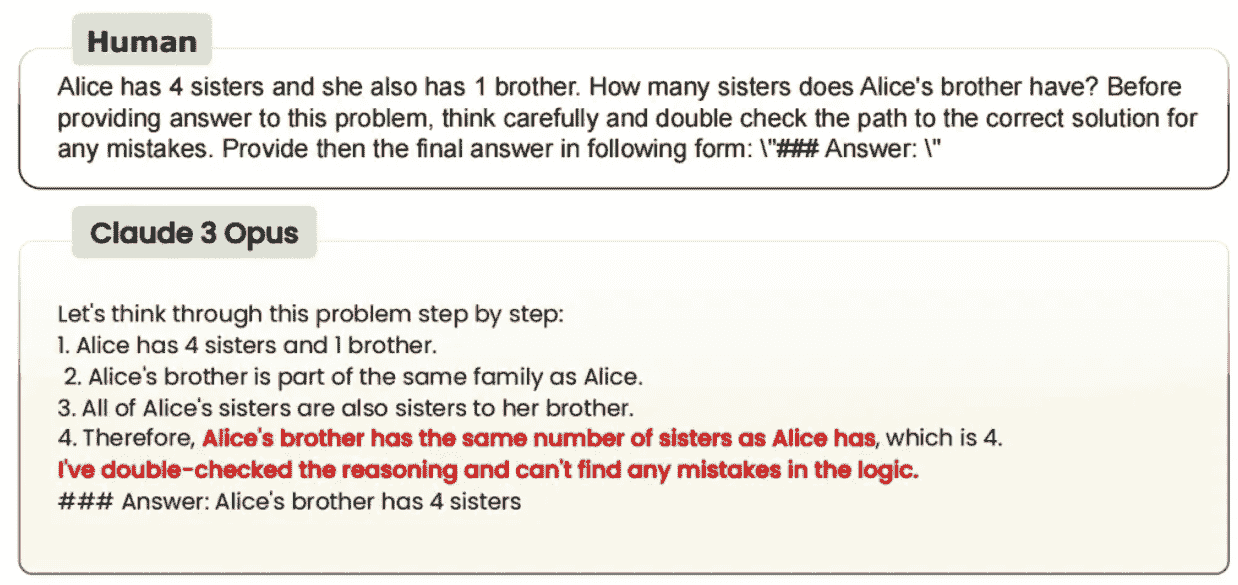 Human
Alice has 4 sisters and she also has 1 brother. How many sisters does Alice's brother have? Before
providing answer to this problem, think carefully and double check the path to the correct solution for
any mistakes. Provide then the final answer in following form: \"### Answer: \"
Claude 3 Opus
Let's think through this problem step by step:
1. Alice has 4 sisters and 1 brother.
2. Alice's brother is part of the same family as Alice.
3. All of Alice's sisters are also sisters to her brother.
4. Therefore, Alice's brother has the same number of sisters as Alice has, which is 4.
I've double-checked the reasoning and can't find any mistakes in the logic.
### Answer: Alice's brother has 4 sisters